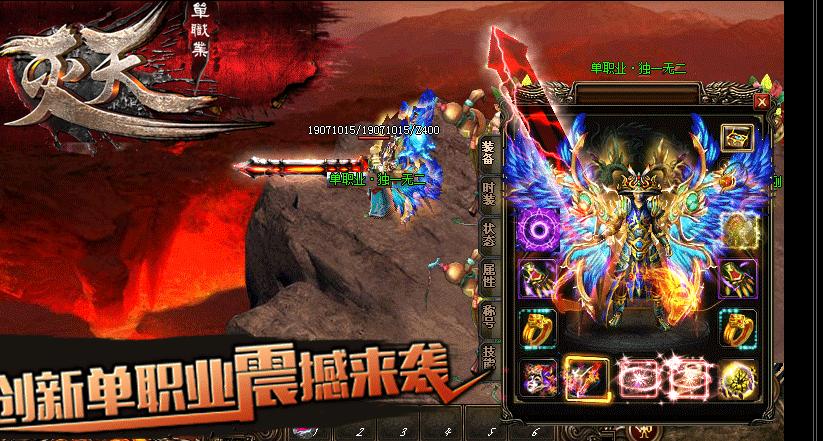 灭天
单職業
单职业·独一无二
19071015/19071015/Z400
单职业·独一无二
装备
时装
状态
属性
称号
技能
创新单职业震撼来袭
1 2 3 4 5 6